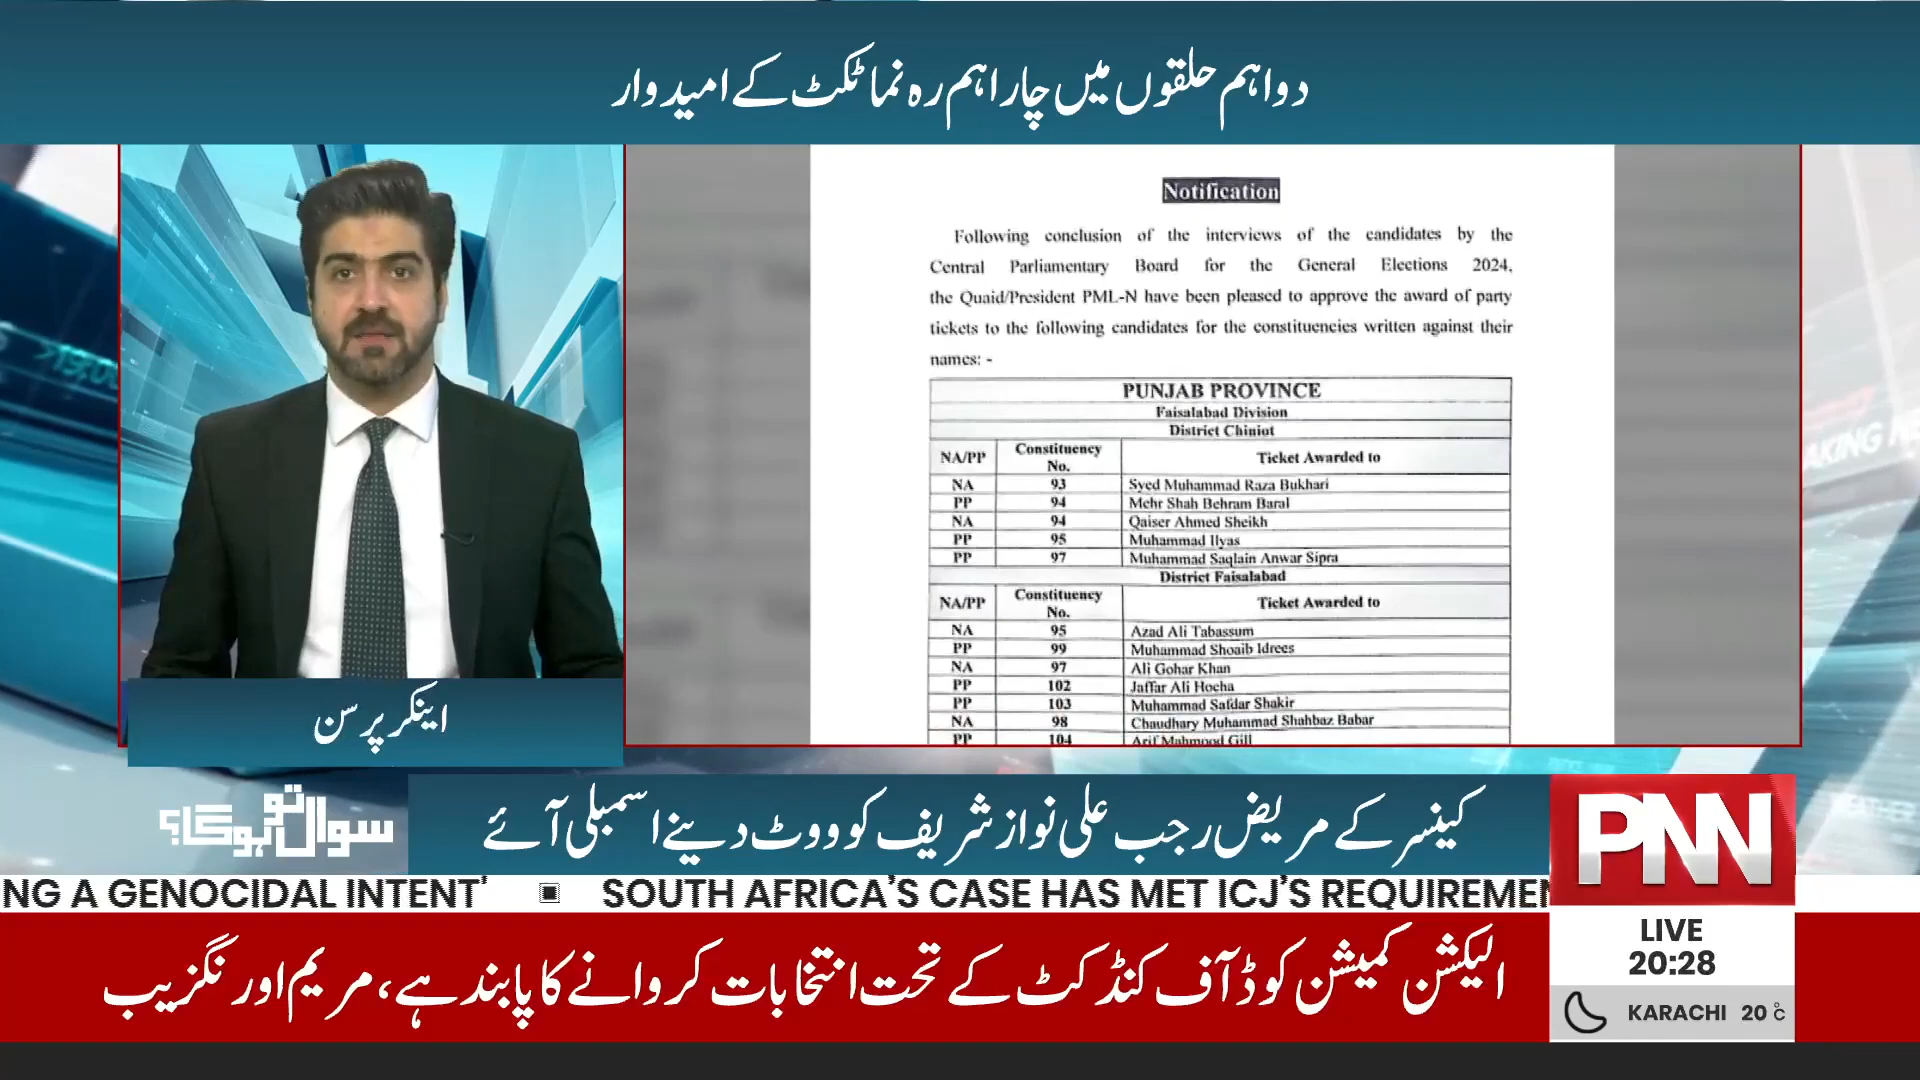 دو اہم حلقوں میں چار اہم رہ نما ٹکٹ کے امیدوار
Notification
Following conclusion of the interviews of the candidates by the
Central Parliamentary Board for the General Elections 2024,
the Quaid/President PML-N have been pleased to approve the award of party
tickets to the following candidates for the constituencies written against their
names: -
PUNJAB PROVINCE
Faisalabad Division
District Chiniot
NA/PP Constituency No. Ticket Awarded to
NA 93 Syed Muhammad Raza Bukhari
PP 94 Mehr Shah Behram Baral
NA 94 Qaiser Ahmed Sheikh
PP 95 Muhammad Ilyas
PP 97 Muhammad Saqlain Anwar Sipra
District Faisalabad
NA/PP Constituency No. Ticket Awarded to
NA 95 Azad Ali Tabassum
PP 99 Muhammad Shoaib Idrees
NA 97 Ali Gohar Khan
PP 102 Jaffar Ali Hocha
PP 103 Muhammad Safdar Shakir
NA 98 Chaudhary Muhammad Shahbaz Babar
PP 104 Arif Mahmood Gill
اینکر پرسن
سوال تو ہوگا؟
کینسر کے مریض رجب علی نواز شریف کو ووٹ دینے اسمبلی آئے
PNN
NG A GENOCIDAL INTENT' SOUTH AFRICA'S CASE HAS MET ICJ'S REQUIREMEN
LIVE
20:28
الیکشن کمیشن کوڈ آف کنڈکٹ کے تحت انتخابات کروانے کا پابند ہے، مریم اورنگزیب
KARACHI 20 °C